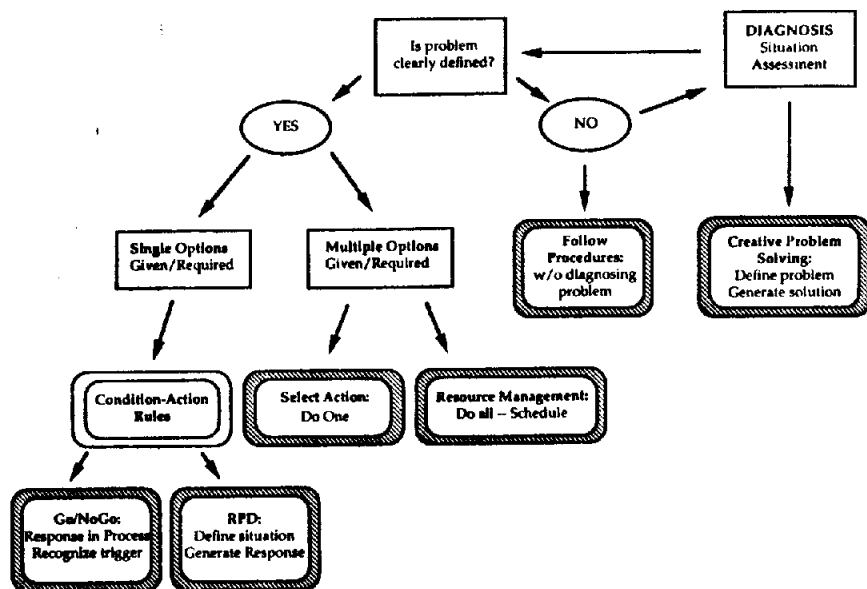 Is problem
clearly defined?
DIAGNOSIS
Situation
Assessment
YES
NO
Single Options
Given/Required
Multiple Options
Given/Required
Follow
Procedures:
w/o diagnosing
problem
Creative Problem
Solving:
Define problem
Generate solution
Condition-Action
Rules
Select Action:
Do One
Resource Management:
Do all – Schedule
Go/NoGo:
Response in Process
Recognize trigger
RPD:
Define situation
Generate Response